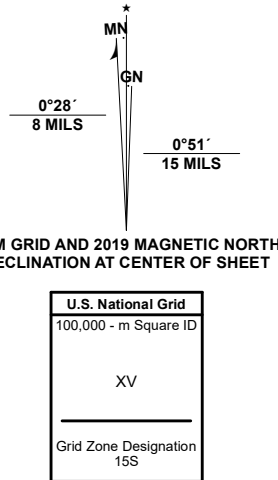 ★
MN
GN
0°28´
8 MILS
0°51´
15 MILS
M GRID AND 2019 MAGNETIC NORTH
ECLINATION AT CENTER OF SHEET
U.S. National Grid
100,000 - m Square ID
XV
Grid Zone Designation
15S